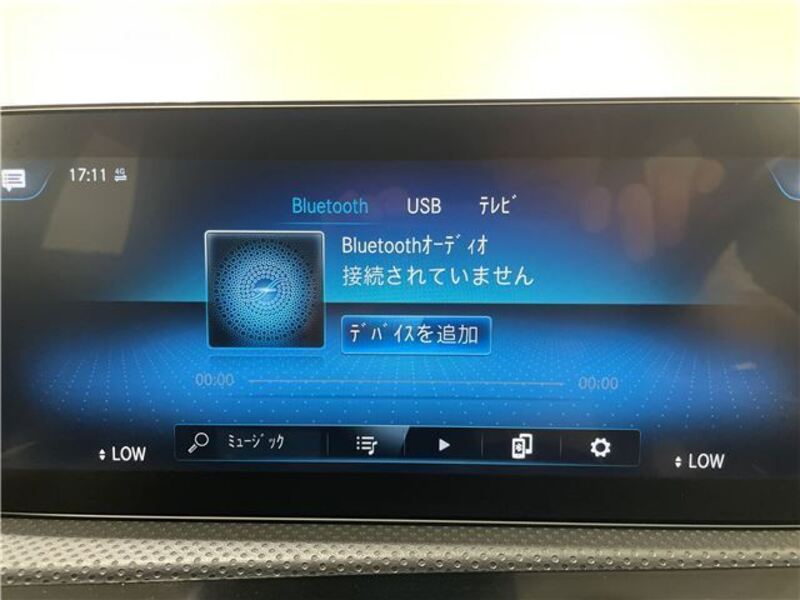 17:11 4G
Bluetooth USB ﾃﾚﾋﾞ
Bluetoothｵｰﾃﾞｨｵ
接続されていません
ﾃﾞﾊﾞｲｽを追加
00:00 00:00
ﾐｭｰｼﾞｯｸ
LOW LOW